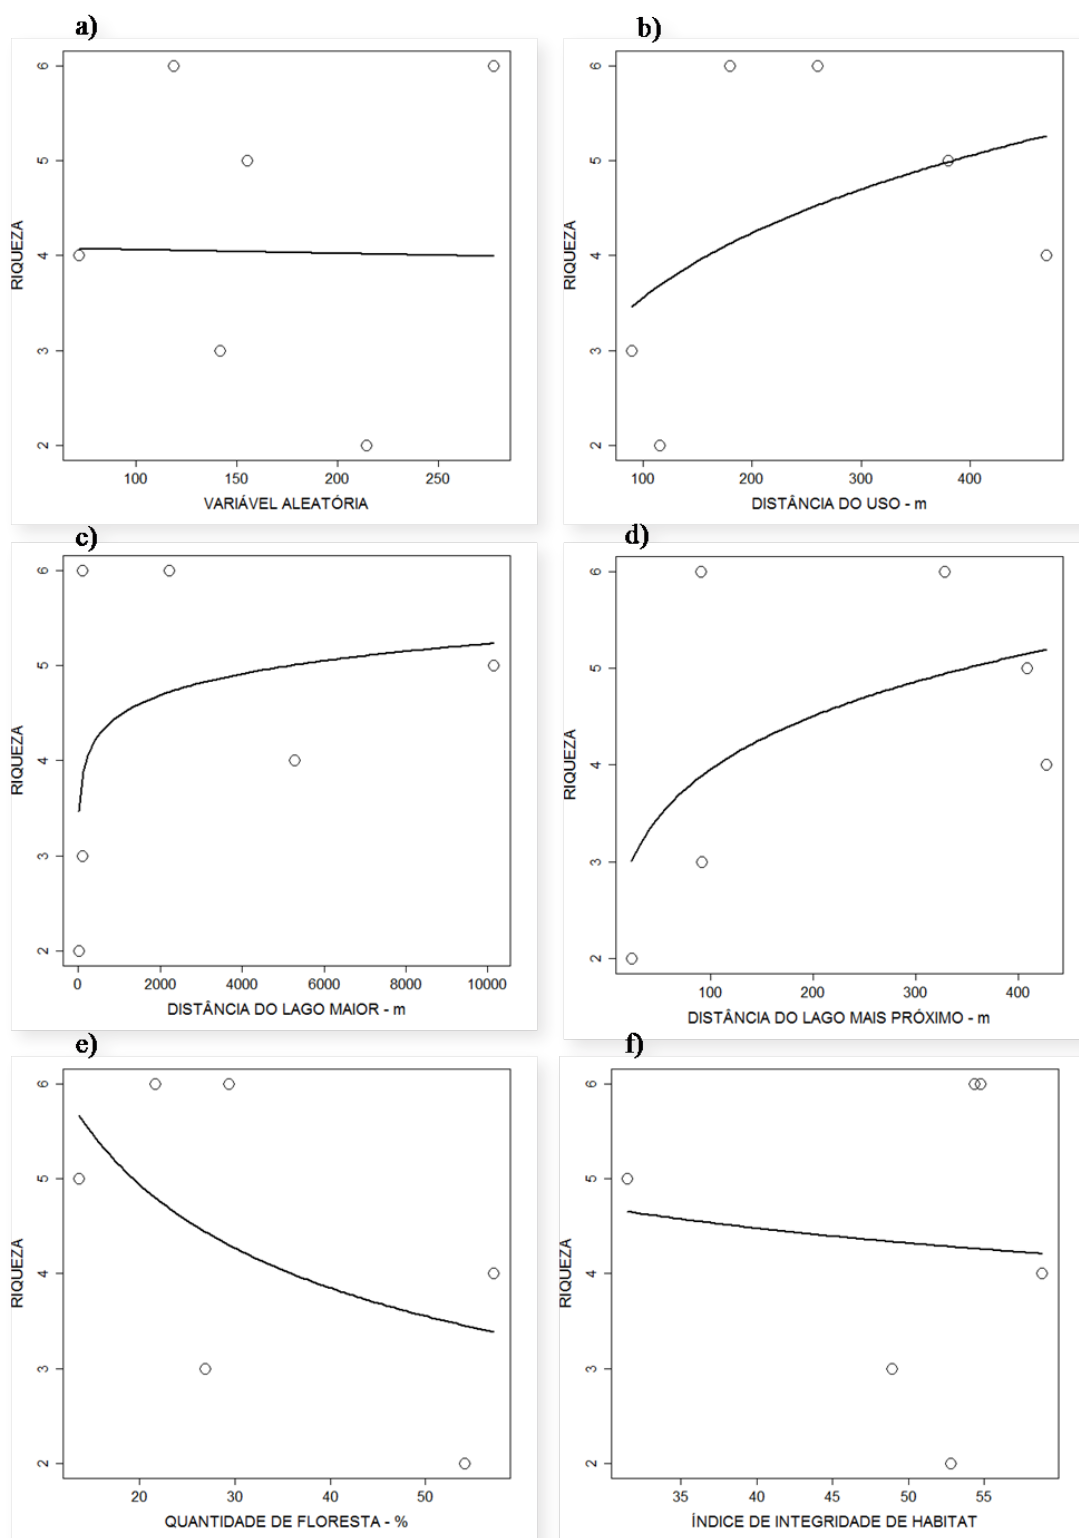 a)
RIQUEZA
6
5
4
3
2
100 150 200 250
VARIÁVEL ALEATÓRIA
b)
RIQUEZA
6
5
4
3
2
100 200 300 400
DISTÂNCIA DO USO - m
c)
RIQUEZA
6
5
4
3
2
0 2000 4000 6000 8000 10000
DISTÂNCIA DO LAGO MAIOR - m
d)
RIQUEZA
6
5
4
3
2
100 200 300 400
DISTÂNCIA DO LAGO MAIS PRÓXIMO - m
e)
RIQUEZA
6
5
4
3
2
20 30 40 50
QUANTIDADE DE FLORESTA - %
f)
RIQUEZA
6
5
4
3
2
35 40 45 50 55
ÍNDICE DE INTEGRIDADE DE HABITAT